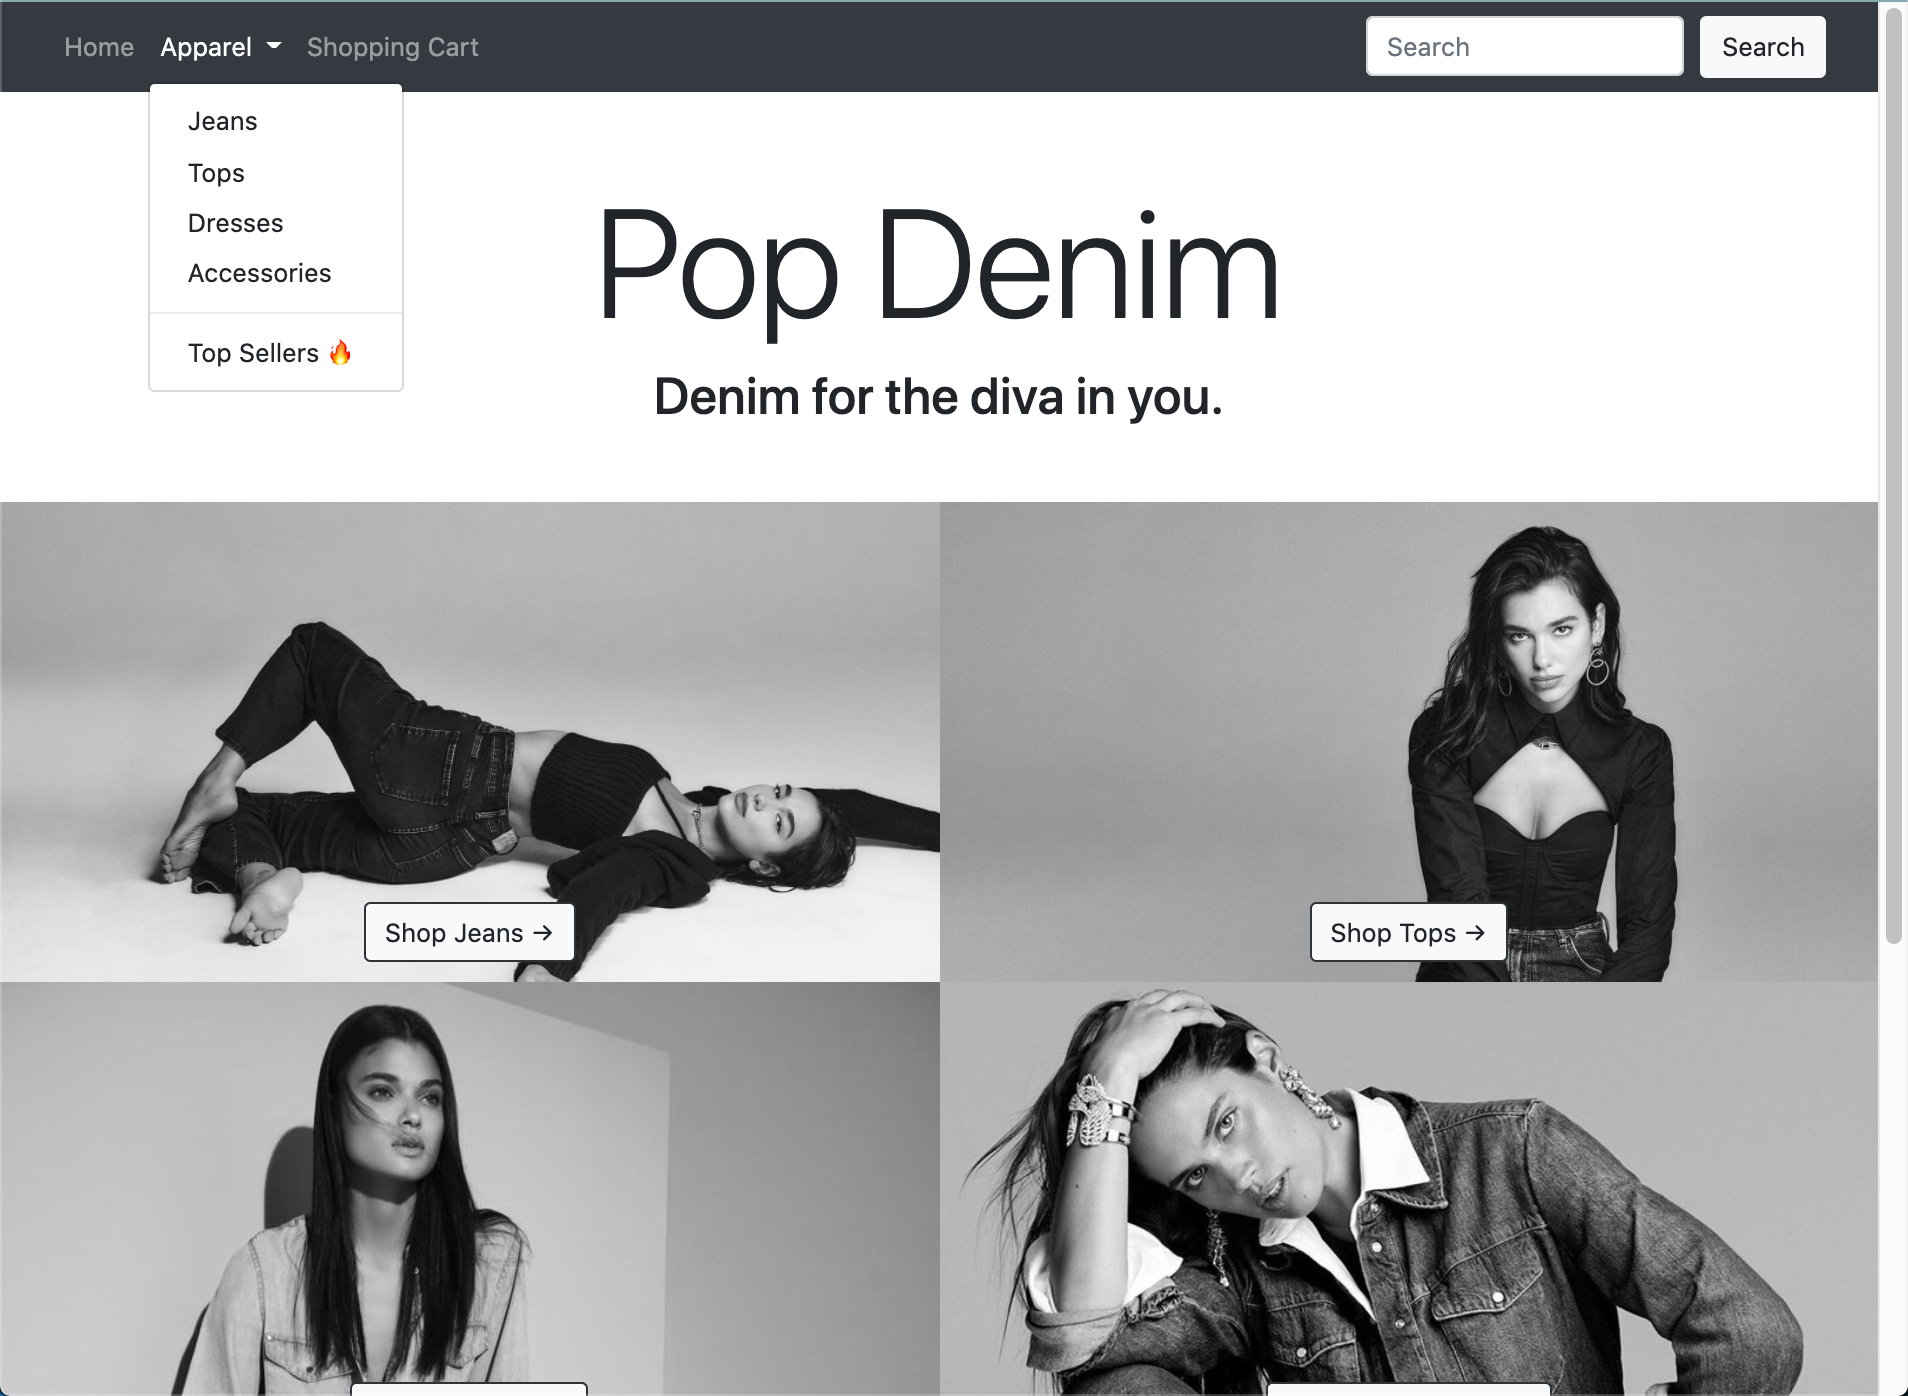 Home Apparel Shopping Cart Search Search
Jeans
Tops
Dresses
Accessories
Top Sellers 🔥
Pop Denim
Denim for the diva in you.
Shop Jeans →
Shop Tops →